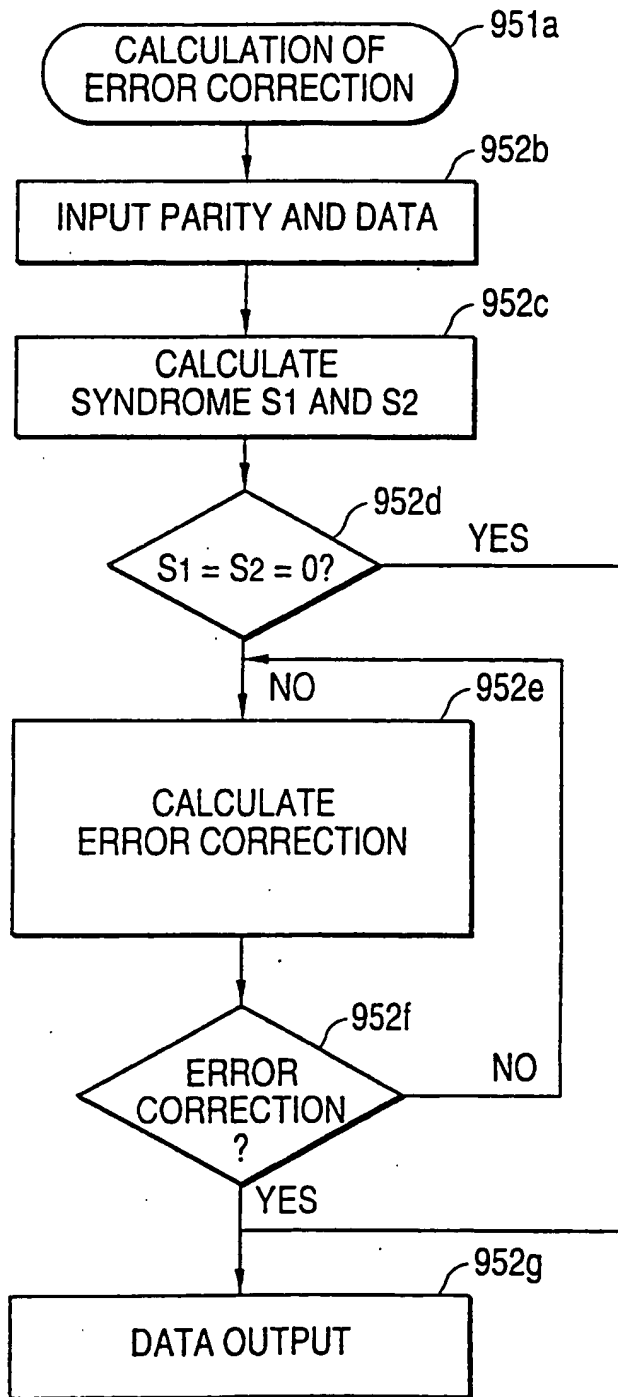 951a
CALCULATION OF
ERROR CORRECTION
952b
INPUT PARITY AND DATA
952c
CALCULATE
SYNDROME S1 AND S2
952d
S1 = S2 = 0?
YES
NO
952e
CALCULATE
ERROR CORRECTION
952f
ERROR
CORRECTION
?
NO
YES
952g
DATA OUTPUT